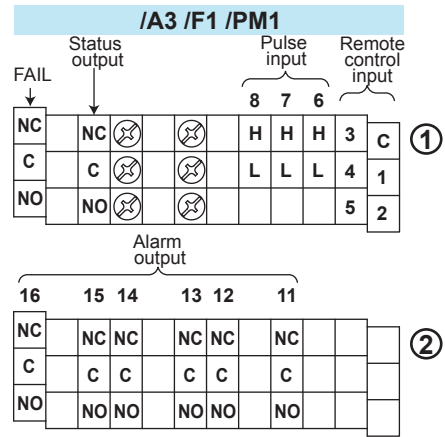 /A3 /F1 /PM1
Status output
Pulse input
Remote control input
FAIL
8 7 6
NC NC H H H 3 C
C C L L L 4 1
NO NO 5 2
①
Alarm output
16 15 14 13 12 11
NC NC NC NC NC NC
C C C C C C
NO NO NO NO NO NO
②